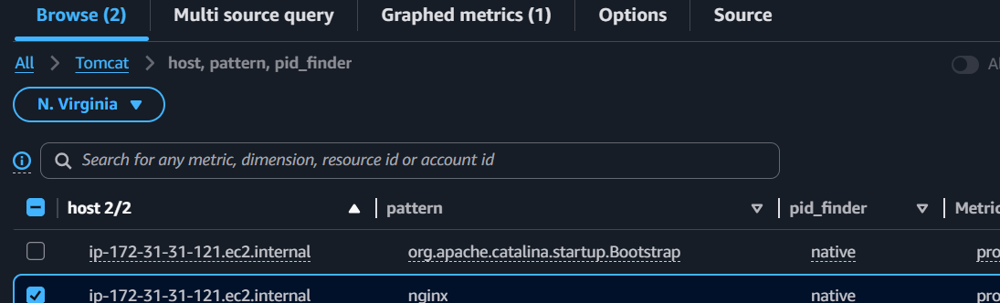 Browse (2) Multi source query Graphed metrics (1) Options Source
All Tomcat host, pattern, pid_finder
N. Virginia
Search for any metric, dimension, resource id or account id
host 2/2 pattern pid_finder Metric
ip-172-31-31-121.ec2.internal org.apache.catalina.startup.Bootstrap native pro
ip-172-31-31-121.ec2.internal nginx native pro